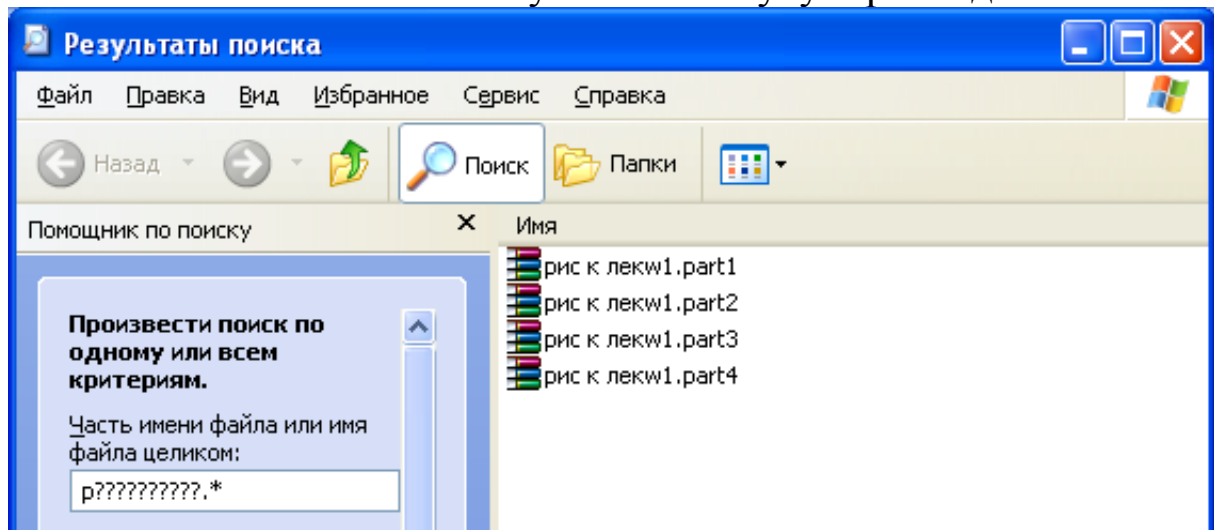 Результаты поиска
Файл Правка Вид Избранное Сервис Справка
Назад Поиск Папки
Помощник по поиску
Имя
рис к лекw1.part1
рис к лекw1.part2
рис к лекw1.part3
рис к лекw1.part4
Произвести поиск по
одному или всем
критериям.
Часть имени файла или имя
файла целиком:
р??????????.*